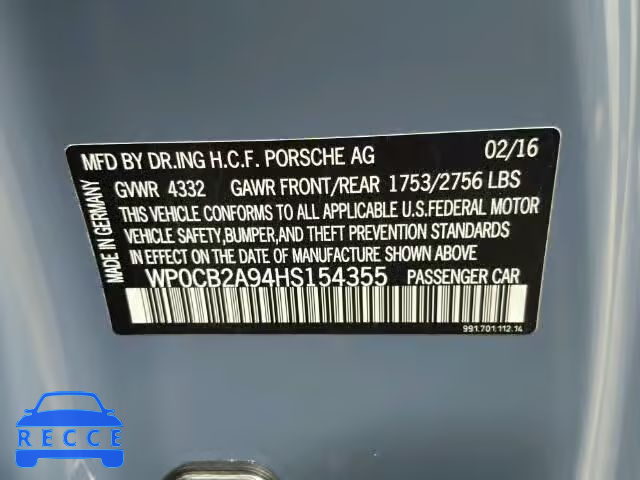 MFD BY DR.ING H.C.F. PORSCHE AG 02/16
GVWR 4332 GAWR FRONT/REAR 1753/2756 LBS
THIS VEHICLE CONFORMS TO ALL APPLICABLE U.S.FEDERAL MOTOR
VEHICLE SAFETY,BUMPER,AND THEFT PREVENTION STANDARDS
IN EFFECT ON THE DATE OF MANUFACTURE SHOWN ABOVE.
WP0CB2A94HS154355 PASSENGER CAR
MADE IN GERMANY
991.701.112.14
RECCE